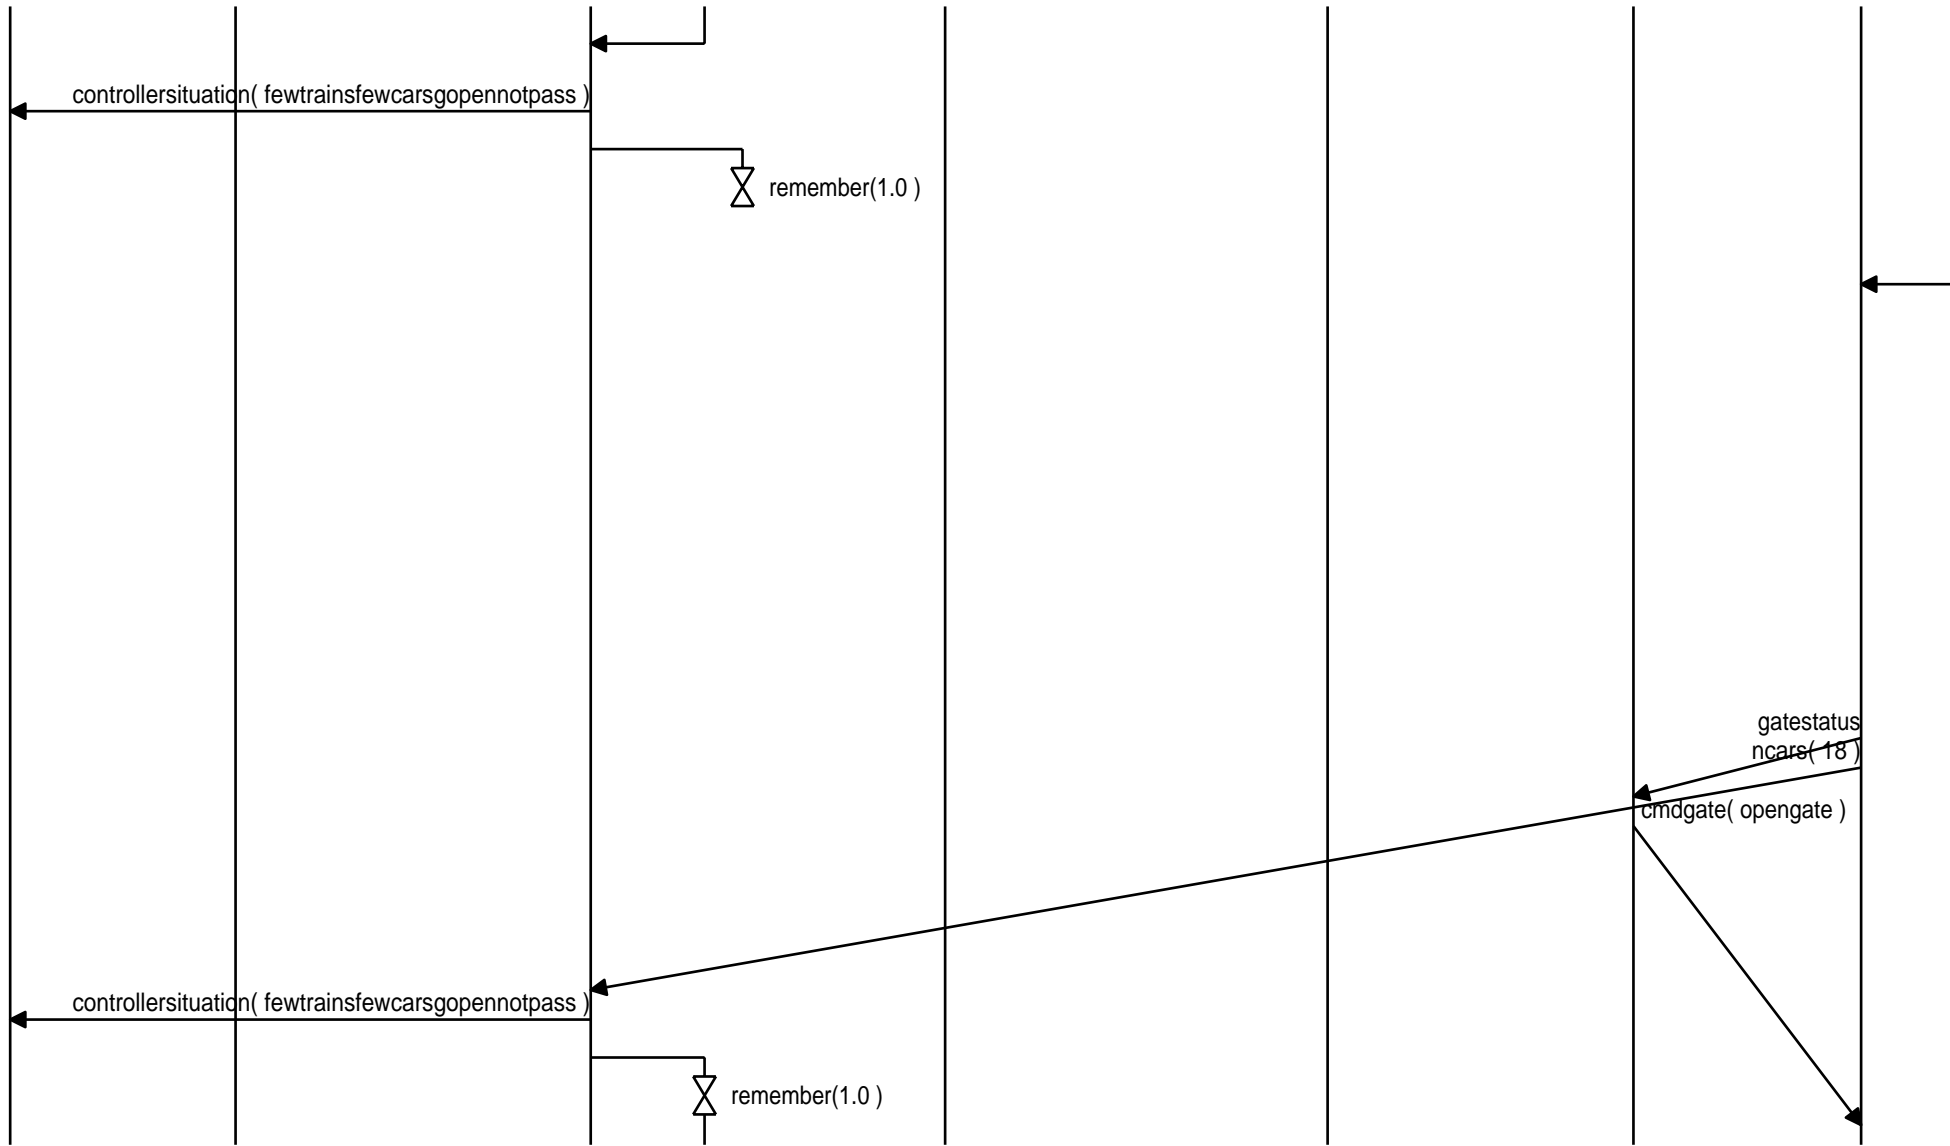 controllersituation( fewtrainsfewcarsgopennotpass )
remember(1.0 )
gatestatus
ncars( 18 )
cmdgate( opengate )
controllersituation( fewtrainsfewcarsgopennotpass )
remember(1.0 )